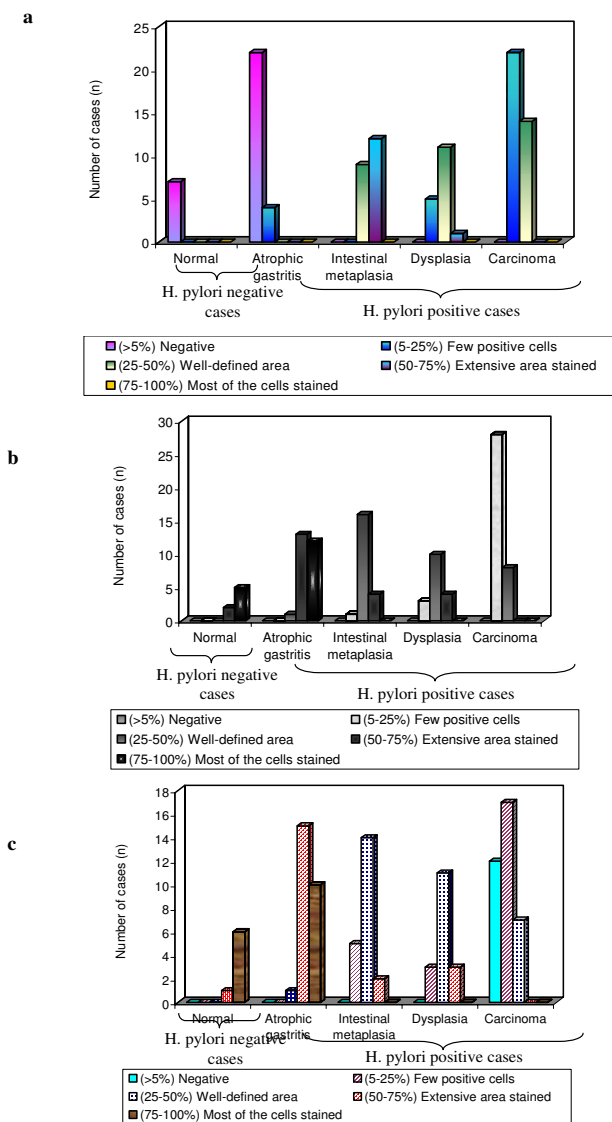 a
Number of cases (n)
25
20
15
10
5
0
Normal
Atrophic
gastritis
Intestinal
metaplasia
Dysplasia
Carcinoma
H. pylori negative
cases
H. pylori positive cases
(>5%) Negative
(5-25%) Few positive cells
(25-50%) Well-defined area
(50-75%) Extensive area stained
(75-100%) Most of the cells stained
b
Number of cases (n)
30
25
20
15
10
5
0
Normal
Atrophic
gastritis
Intestinal
metaplasia
Dysplasia
Carcinoma
H. pylori negative
cases
H. pylori positive cases
(>5%) Negative
(5-25%) Few positive cells
(25-50%) Well-defined area
(50-75%) Extensive area stained
(75-100%) Most of the cells stained
c
Number of cases (n)
18
16
14
12
10
8
6
4
2
0
Normal
Atrophic
gastritis
Intestinal
metaplasia
Dysplasia
Carcinoma
H. pylori negative
cases
H. pylori positive cases
(>5%) Negative
(5-25%) Few positive cells
(25-50%) Well-defined area
(50-75%) Extensive area stained
(75-100%) Most of the cells stained